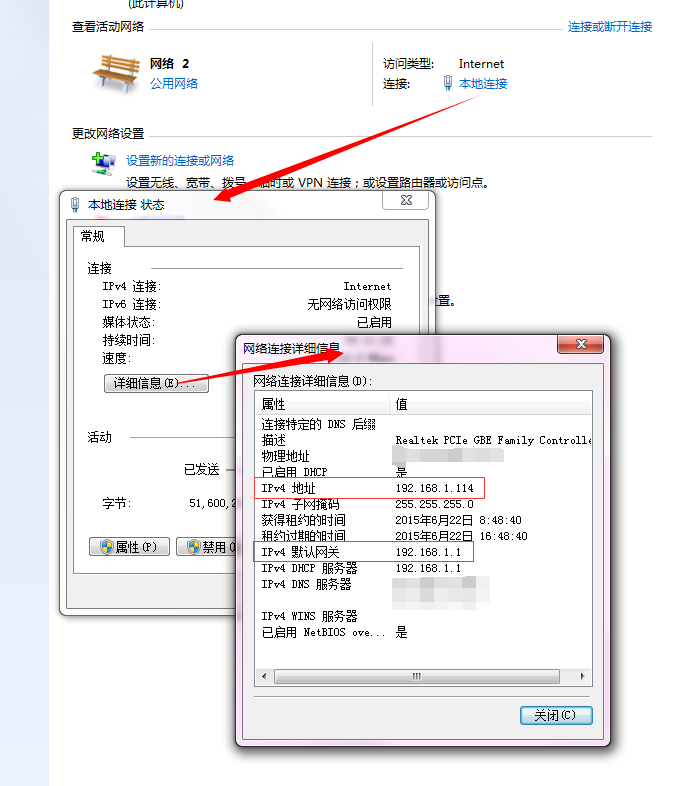 (此计算机)
查看活动网络 连接或断开连接
网络 2
公用网络
访问类型: Internet
连接: 本地连接
更改网络设置
设置新的连接或网络
设置无线、宽带、拨号、临时或 VPN 连接；或设置路由器或访问点。
本地连接 状态
常规
连接
IPv4 连接: Internet
IPv6 连接: 无网络访问权限
媒体状态: 已启用
持续时间:
速度:
详细信息(E)...
活动
已发送
字节: 51,600,2
属性(P)
禁用(
置。
网络连接详细信息
网络连接详细信息(D):
属性 值
连接特定的 DNS 后缀
描述 Realtek PCIe GBE Family Controlle
物理地址
已启用 DHCP 是
IPv4 地址 192.168.1.114
IPv4 子网掩码 255.255.255.0
获得租约的时间 2015年6月22日 8:48:40
租约过期的时间 2015年6月22日 16:48:40
IPv4 默认网关 192.168.1.1
IPv4 DHCP 服务器 192.168.1.1
IPv4 DNS 服务器
IPv4 WINS 服务器
已启用 NetBIOS ove... 是
关闭(C)